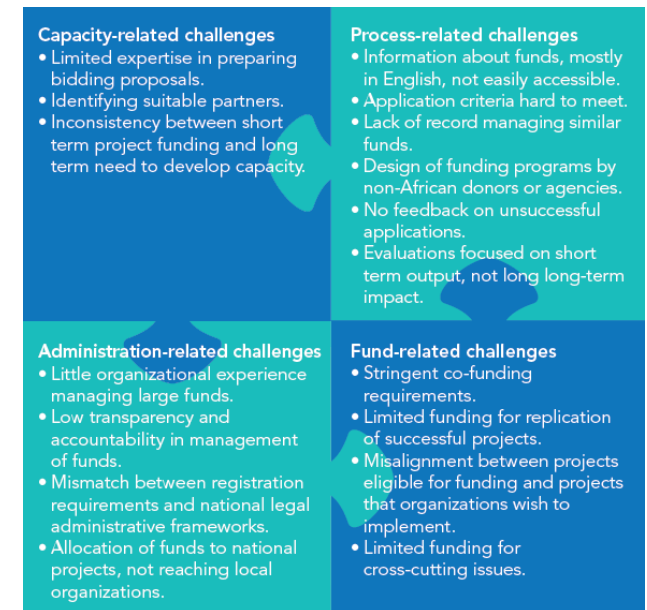 Capacity-related challenges
• Limited expertise in preparing
bidding proposals.
• Identifying suitable partners.
• Inconsistency between short
term project funding and long
term need to develop capacity.
Process-related challenges
• Information about funds, mostly
in English, not easily accessible.
• Application criteria hard to meet.
• Lack of record managing similar
funds.
• Design of funding programs by
non-African donors or agencies.
• No feedback on unsuccessful
applications.
• Evaluations focused on short
term output, not long long-term
impact.
Administration-related challenges
• Little organizational experience
managing large funds.
• Low transparency and
accountability in management
of funds.
• Mismatch between registration
requirements and national legal
administrative frameworks.
• Allocation of funds to national
projects, not reaching local
organizations.
Fund-related challenges
• Stringent co-funding
requirements.
• Limited funding for replication
of successful projects.
• Misalignment between projects
eligible for funding and projects
that organizations wish to
implement.
• Limited funding for
cross-cutting issues.